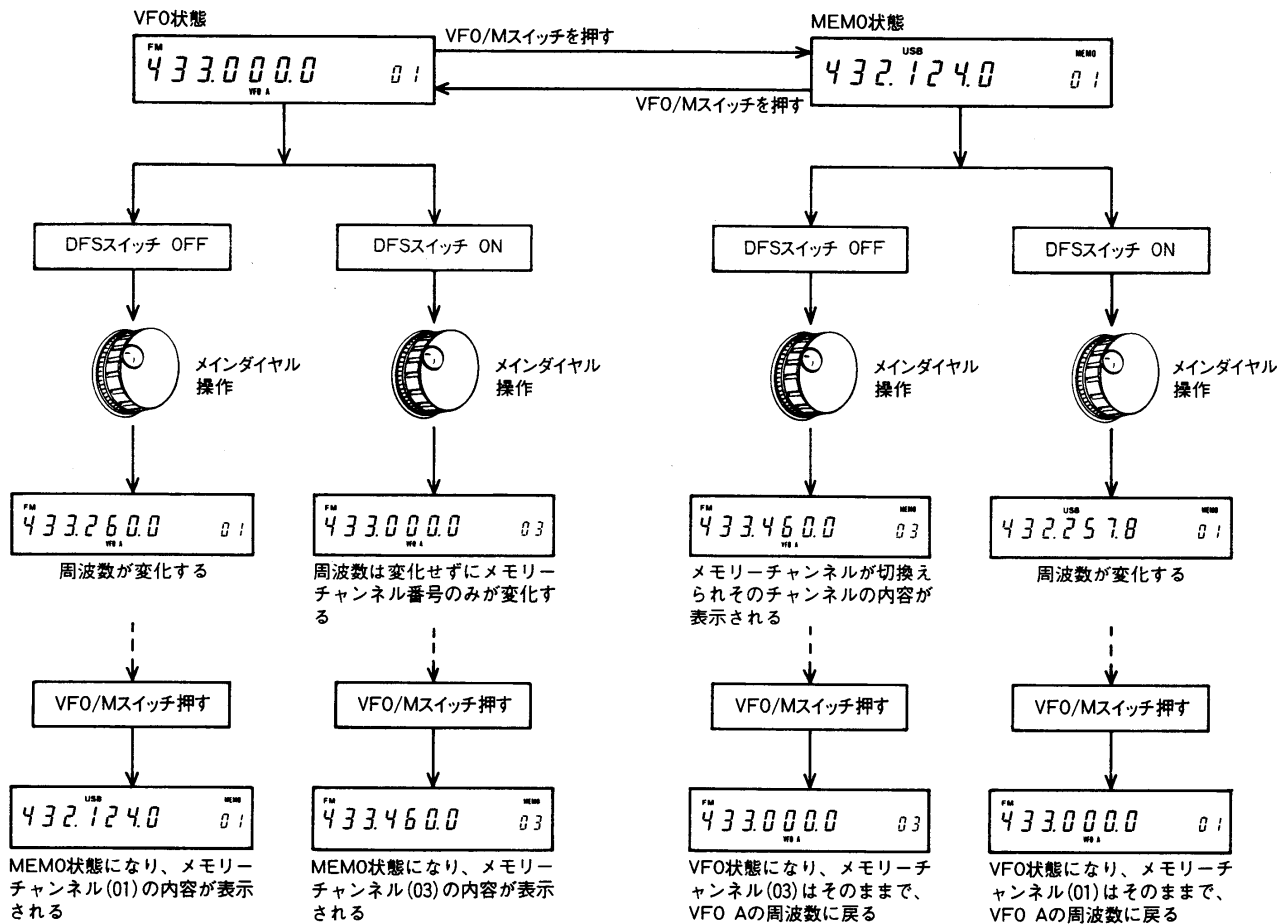 VFO状態
FM
433.000.0 01
VFO A
VFO/Mスイッチを押す
VFO/Mスイッチを押す
MEMO状態
USB MEMO
432.124.0 01
DFSスイッチ OFF
DFSスイッチ ON
DFSスイッチ OFF
DFSスイッチ ON
メインダイヤル
操作
メインダイヤル
操作
メインダイヤル
操作
メインダイヤル
操作
FM
433.260.0 01
VFO A
周波数が変化する
FM
433.000.0 03
VFO A
周波数は変化せずにメモリー
チャンネル番号のみが変化す
る
FM MEMO
433.460.0 03
VFO A
メモリーチャンネルが切換え
られそのチャンネルの内容が
表示される
USB MEMO
432.257.8 01
周波数が変化する
VFO/Mスイッチ押す
VFO/Mスイッチ押す
VFO/Mスイッチ押す
VFO/Mスイッチ押す
USB MEMO
432.124.0 01
MEMO状態になり、メモリー
チャンネル(01)の内容が表示
される
FM MEMO
433.460.0 03
MEMO状態になり、メモリー
チャンネル(03)の内容が表示
される
FM
433.000.0 03
VFO A
VFO状態になり、メモリーチ
ャンネル(03)はそのままで、
VFO Aの周波数に戻る
FM
433.000.0 01
VFO A
VFO状態になり、メモリーチ
ャンネル(01)はそのままで、
VFO Aの周波数に戻る